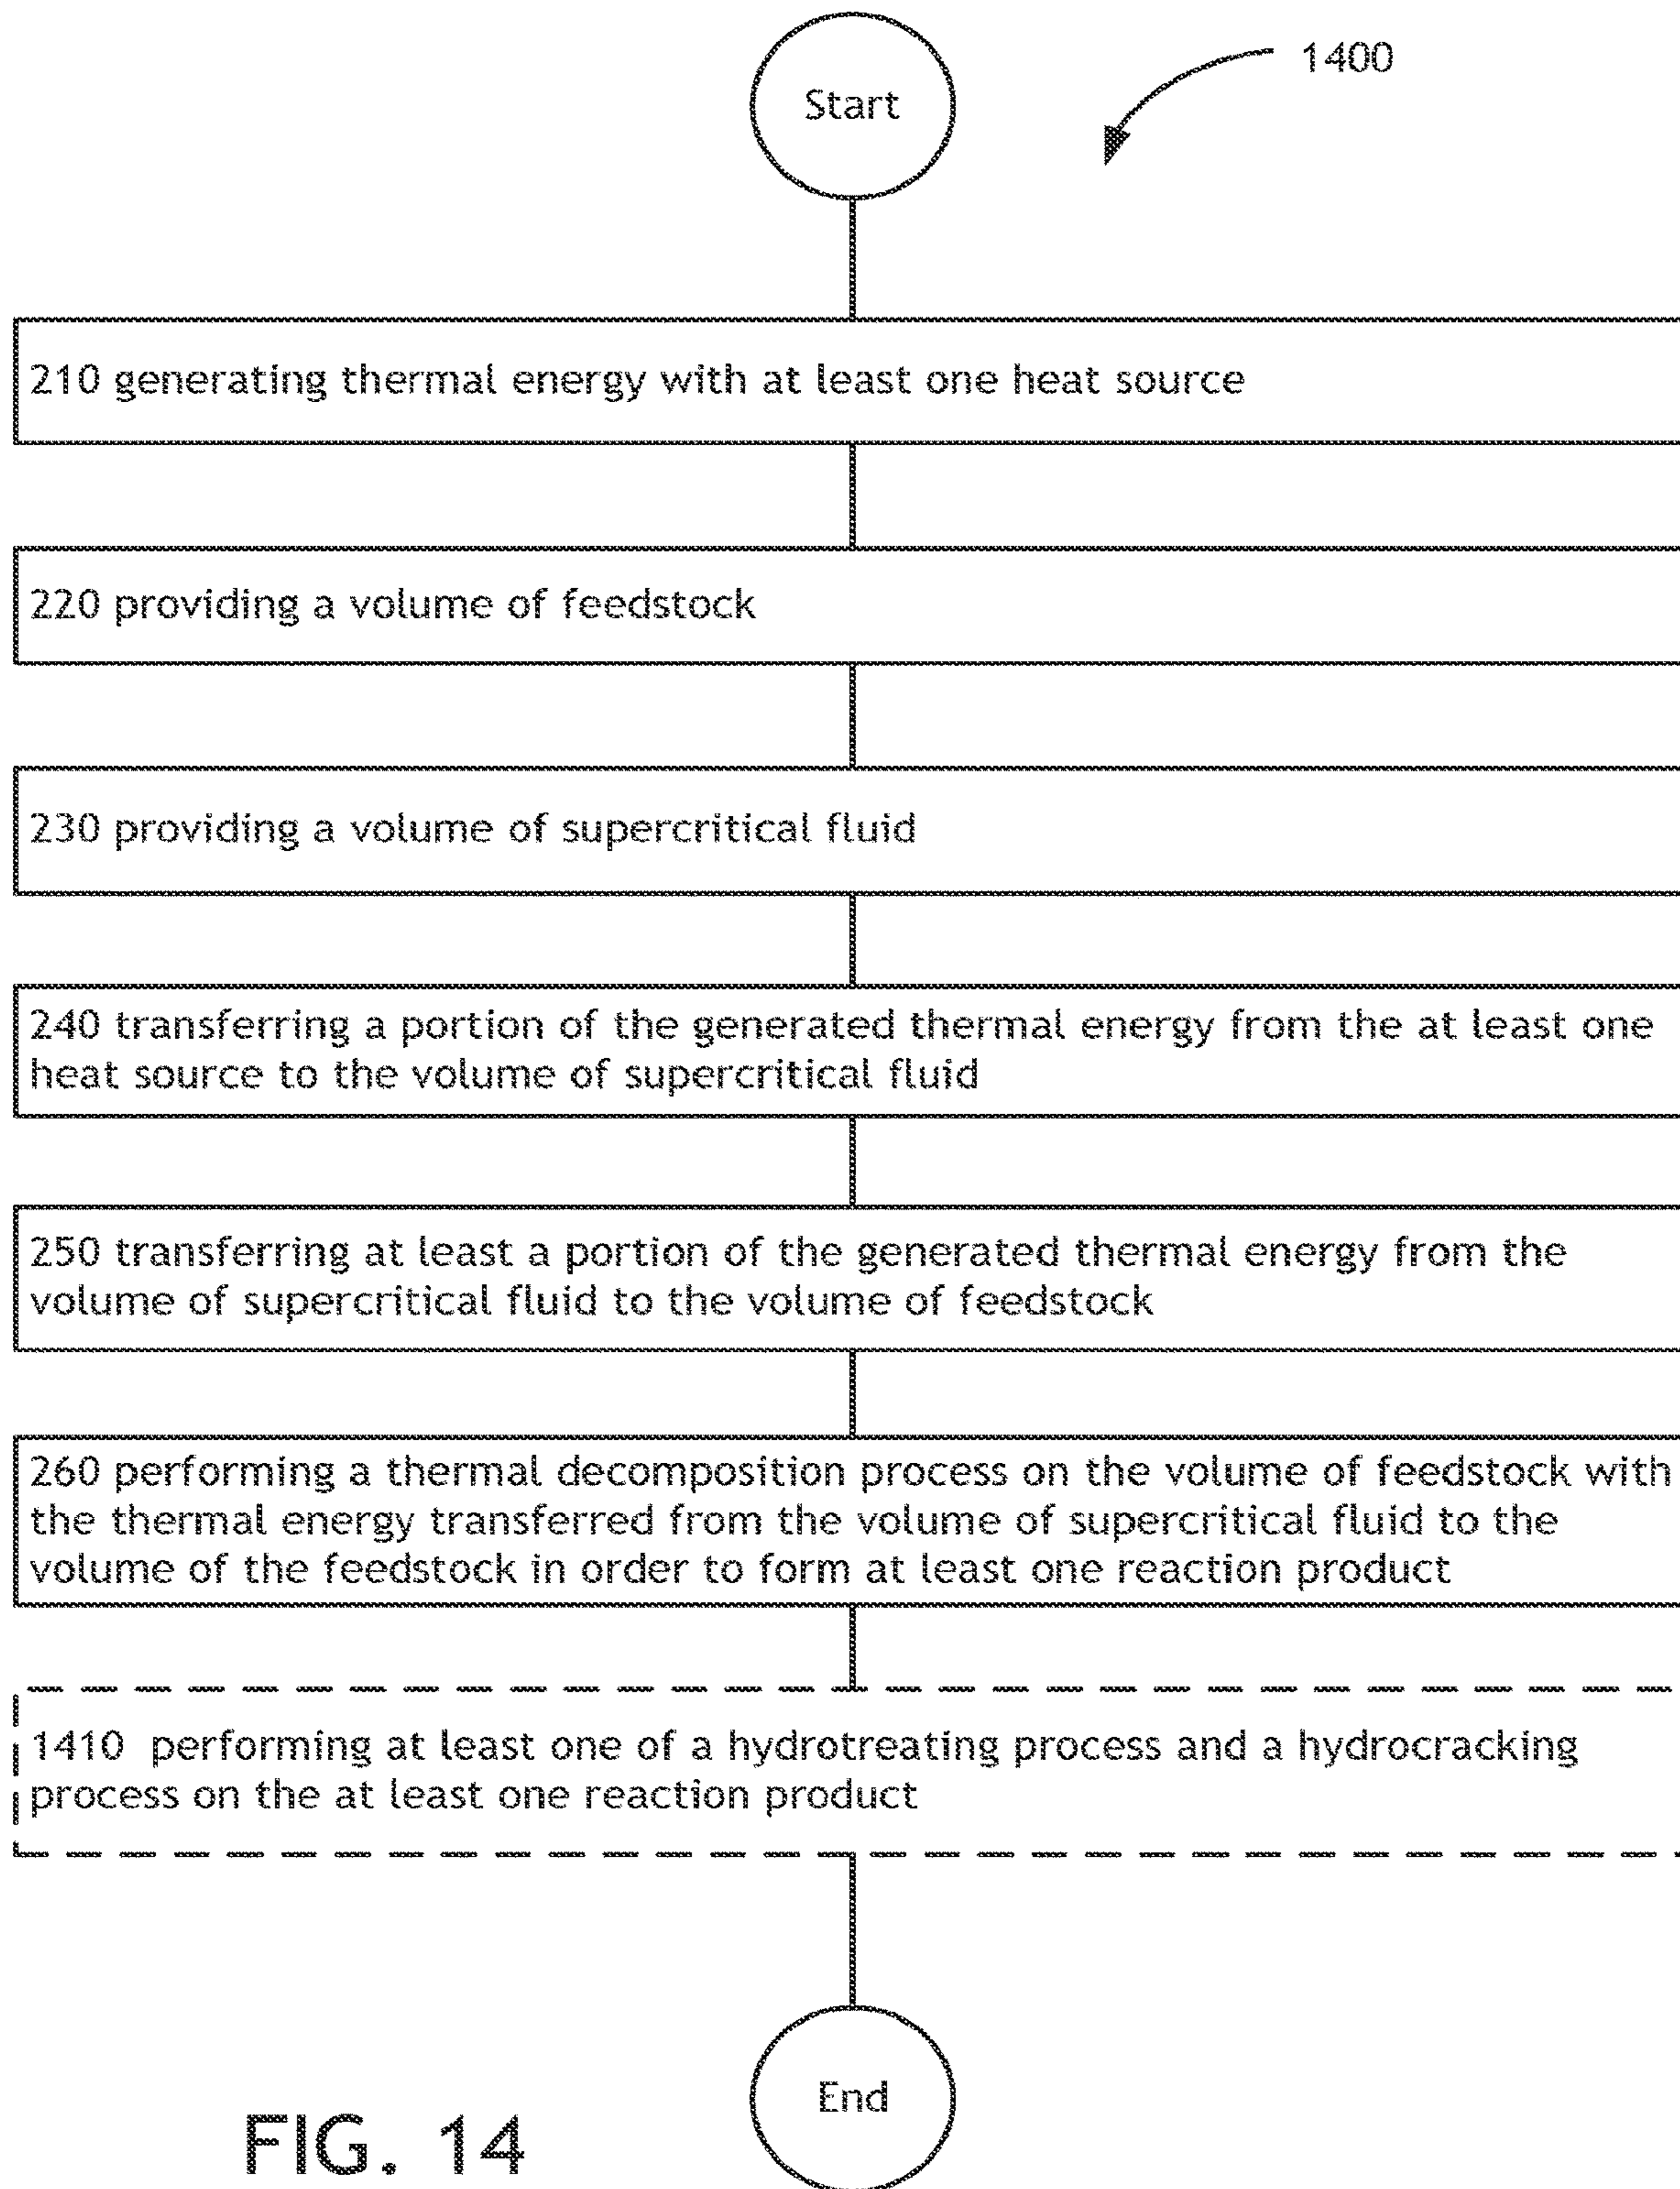 Start
1400
210 generating thermal energy with at least one heat source
220 providing a volume of feedstock
230 providing a volume of supercritical fluid
240 transferring a portion of the generated thermal energy from the at least one
heat source to the volume of supercritical fluid
250 transferring at least a portion of the generated thermal energy from the
volume of supercritical fluid to the volume of feedstock
260 performing a thermal decomposition process on the volume of feedstock with
the thermal energy transferred from the volume of supercritical fluid to the
volume of the feedstock in order to form at least one reaction product
1410 performing at least one of a hydrotreating process and a hydrocracking
process on the at least one reaction product
End
FIG. 14